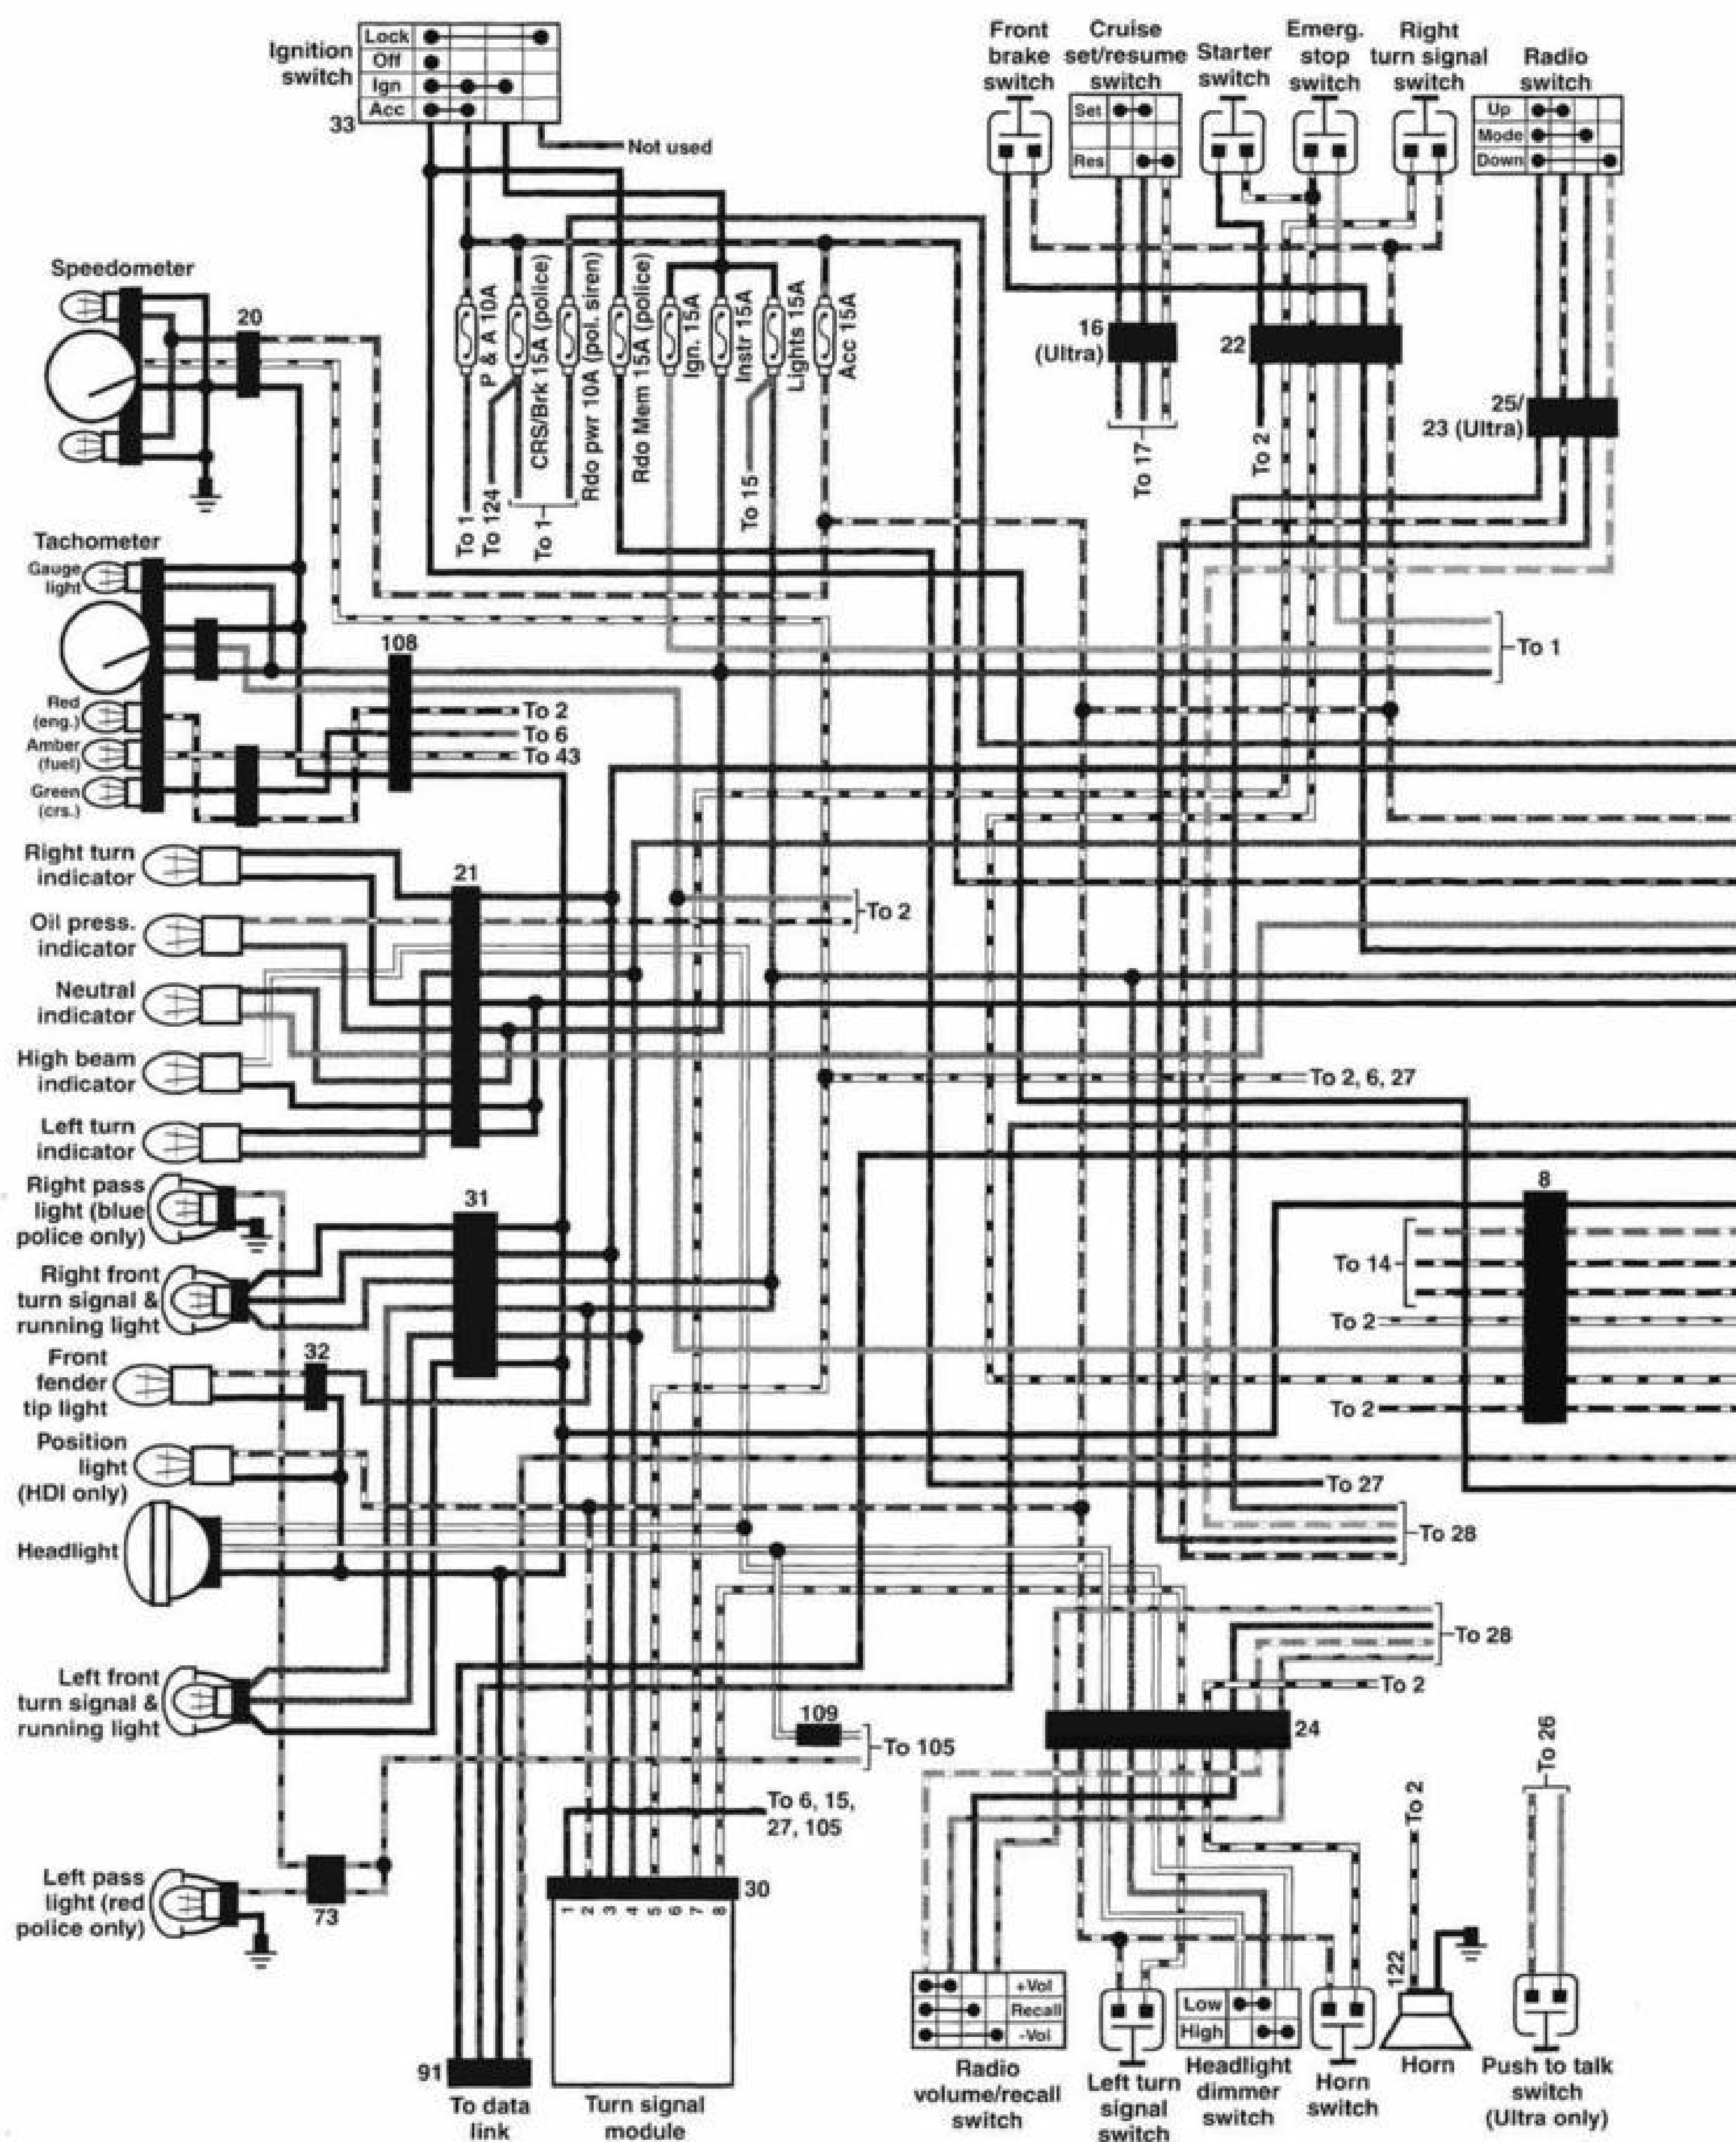 Ignition
switch
Lock
Off
Ign
Acc
33
Not used
Front
brake
switch
Cruise
set/resume
switch
Set
Res
Starter
switch
Emerg.
stop
switch
Right
turn signal
switch
Radio
switch
Up
Mode
Down
Speedometer
20
P & A 10A
CRS/Brk 15A (police)
Rdo pwr 10A (pol. siren)
Rdo Mem 15A (police)
Ign. 15A
Instr 15A
Lights 15A
Acc 15A
16
(Ultra)
22
25/
23 (Ultra)
To 1
To 124
To 1
To 15
To 17
To 2
Tachometer
Gauge
light
108
Red
(eng.)
Amber
(fuel)
Green
(crs.)
To 2
To 6
To 43
To 1
Right turn
indicator
21
Oil press.
indicator
To 2
Neutral
indicator
High beam
indicator
To 2, 6, 27
Left turn
indicator
Right pass
light (blue
police only)
31
8
To 14
Right front
turn signal &
running light
To 2
Front
fender
tip light
32
To 2
Position
light
(HDI only)
To 27
To 28
Headlight
To 28
To 2
Left front
turn signal &
running light
109
To 105
24
To 26
To 6, 15,
27, 105
To 2
Left pass
light (red
police only)
73
30
1 2 3 4 5 6 7 8
122
+Vol
Recall
-Vol
Low
High
91
To data
link
Turn signal
module
Radio
volume/recall
switch
Left turn
signal
switch
Headlight
dimmer
switch
Horn
switch
Horn
Push to talk
switch
(Ultra only)